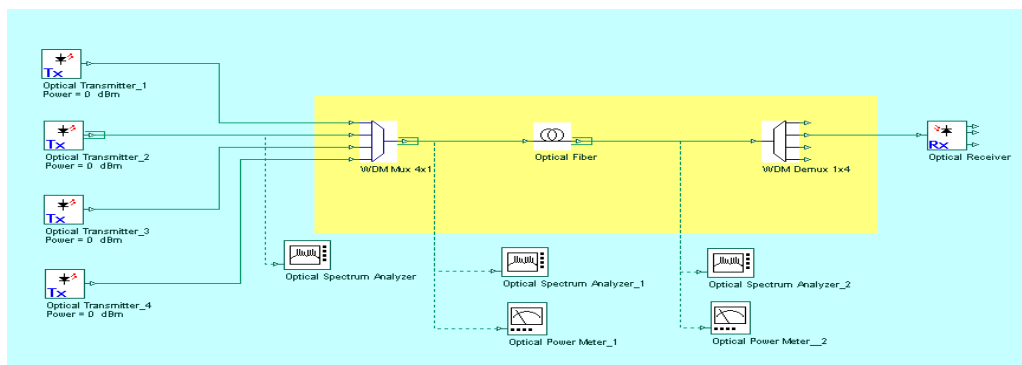 Tx
Optical Transmitter_1
Power = 0 dBm
Tx
Optical Transmitter_2
Power = 0 dBm
WDM Mux 4x1
Optical Fiber
WDM Demux 1x4
Rx
Optical Receiver
Tx
Optical Transmitter_3
Power = 0 dBm
Tx
Optical Transmitter_4
Power = 0 dBm
Optical Spectrum Analyzer
Optical Spectrum Analyzer_1
Optical Spectrum Analyzer_2
Optical Power Meter_1
Optical Power Meter__2